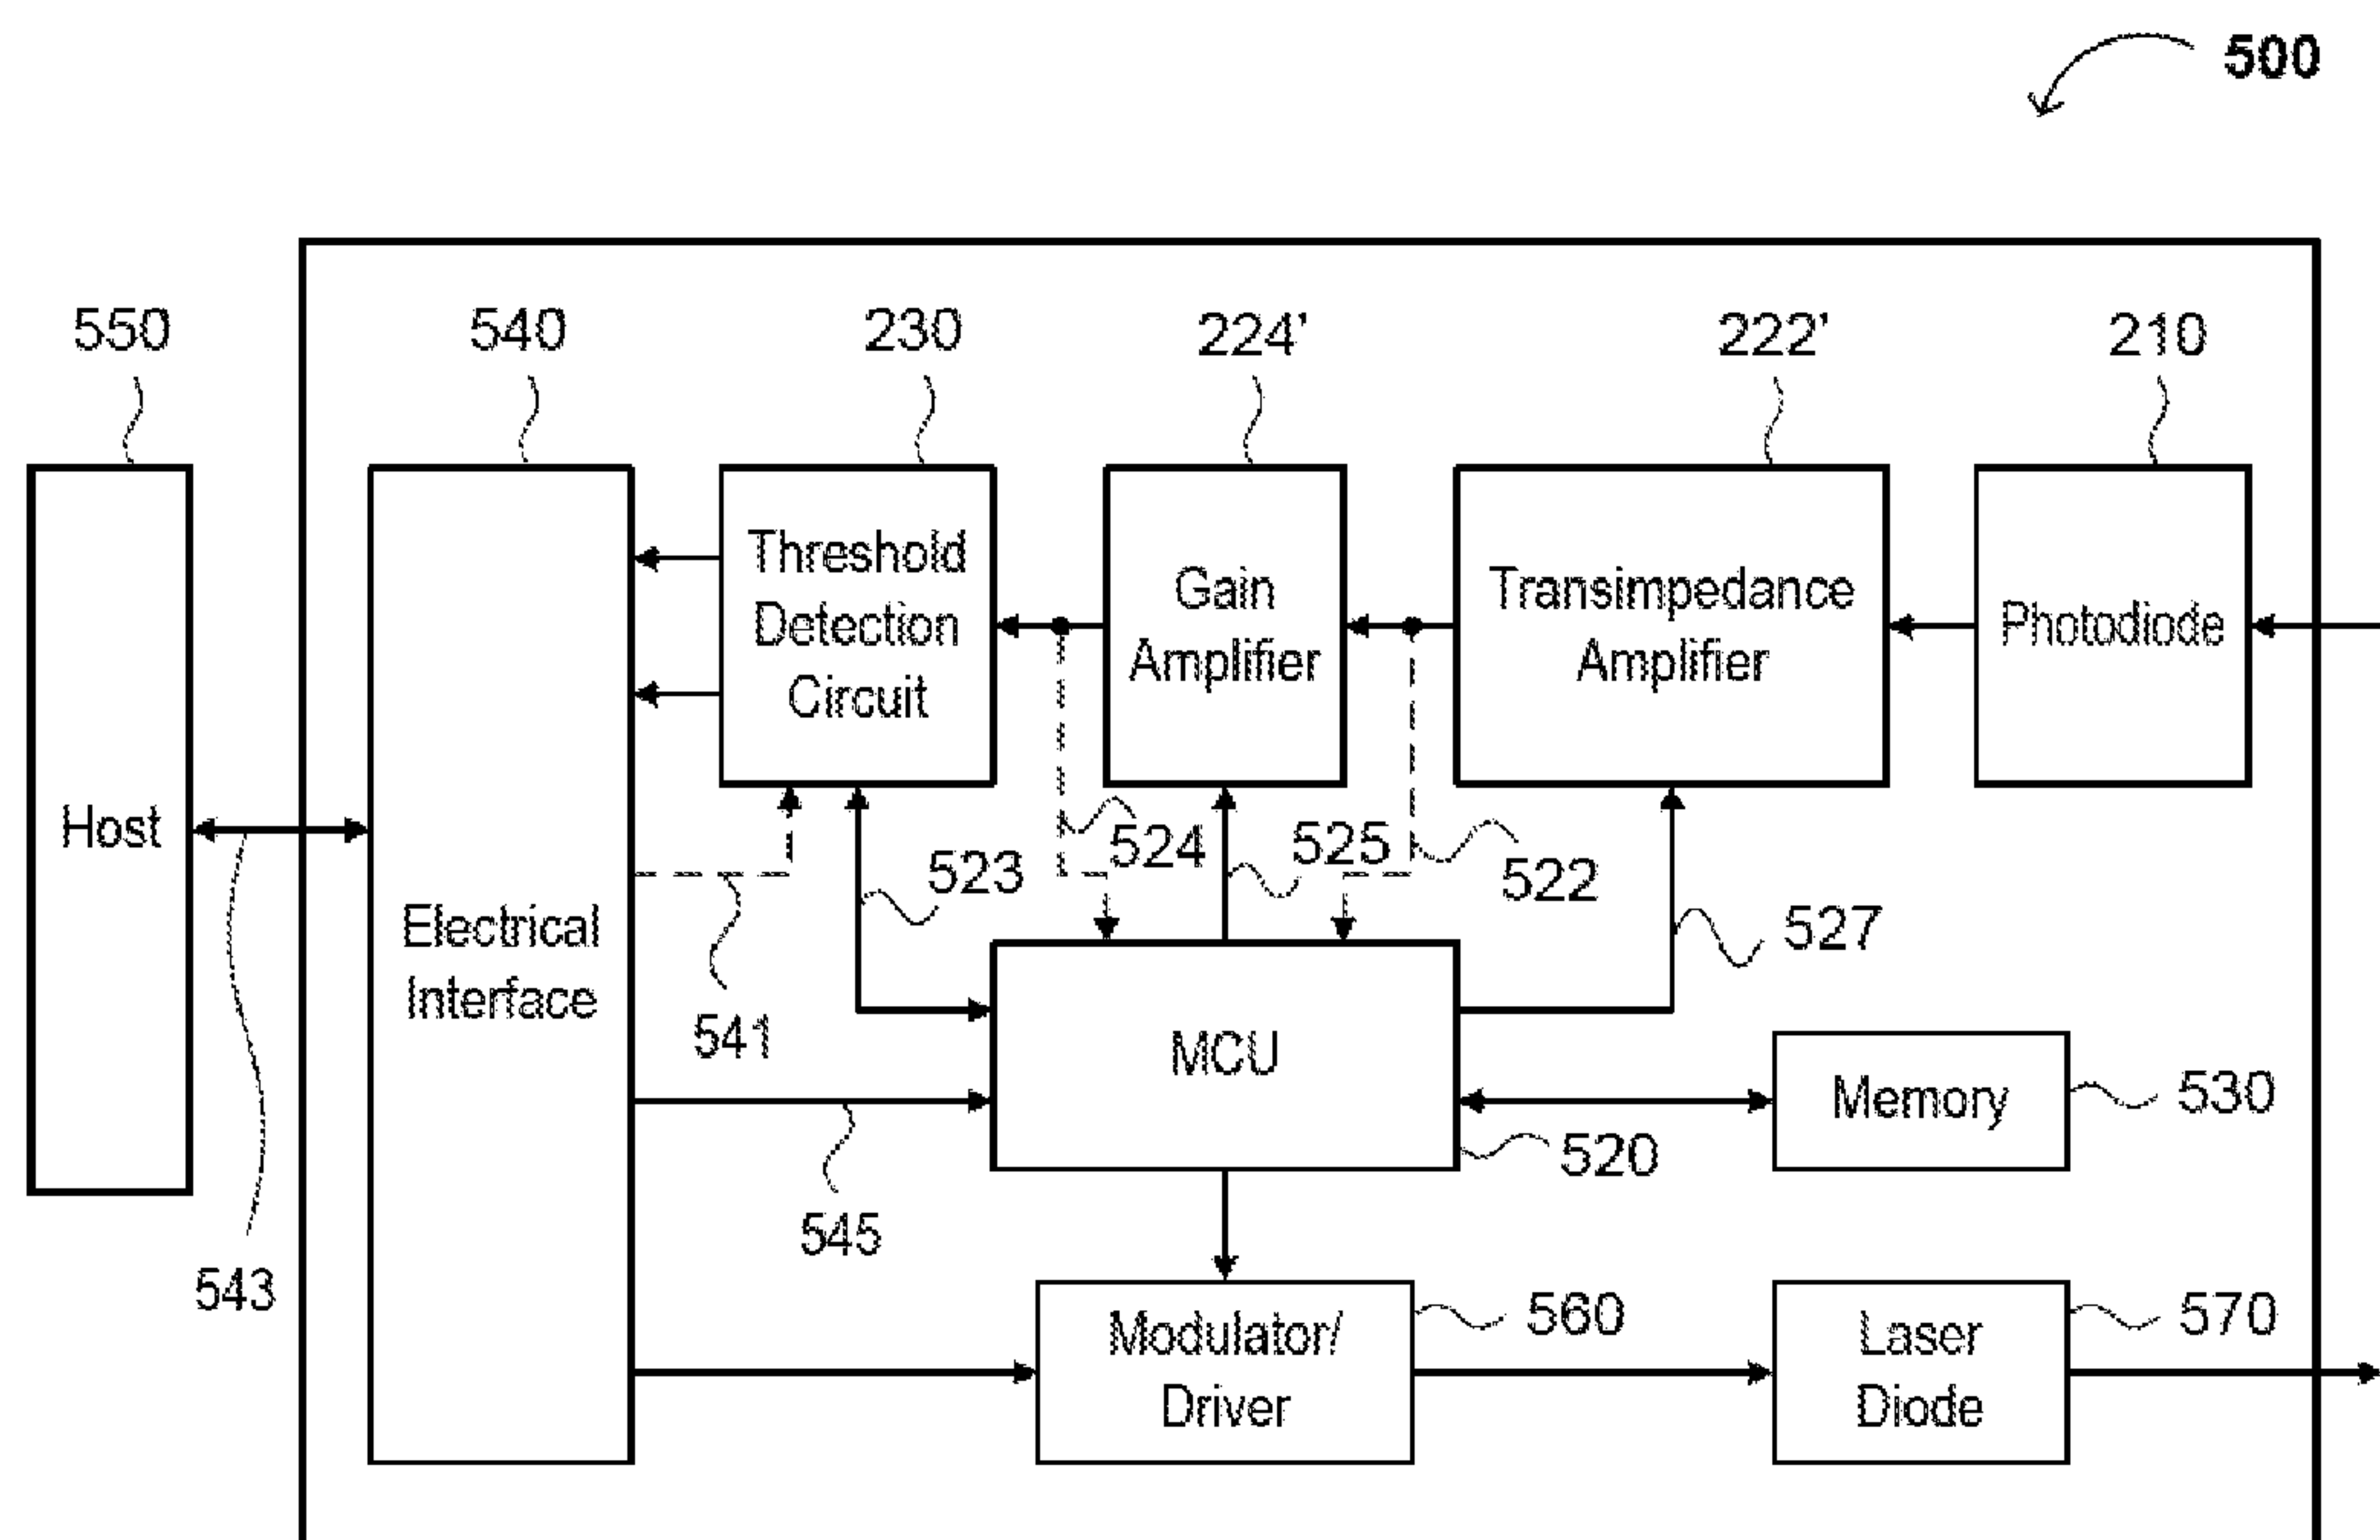 500
550
540
230
224'
222'
210
Threshold
Detection
Circuit
Gain
Amplifier
Transimpedance
Amplifier
Photodiode
Host
Electrical
Interface
523
524
525
522
527
541
MCU
Memory
530
520
545
543
Modulator/
Driver
560
Laser
Diode
570